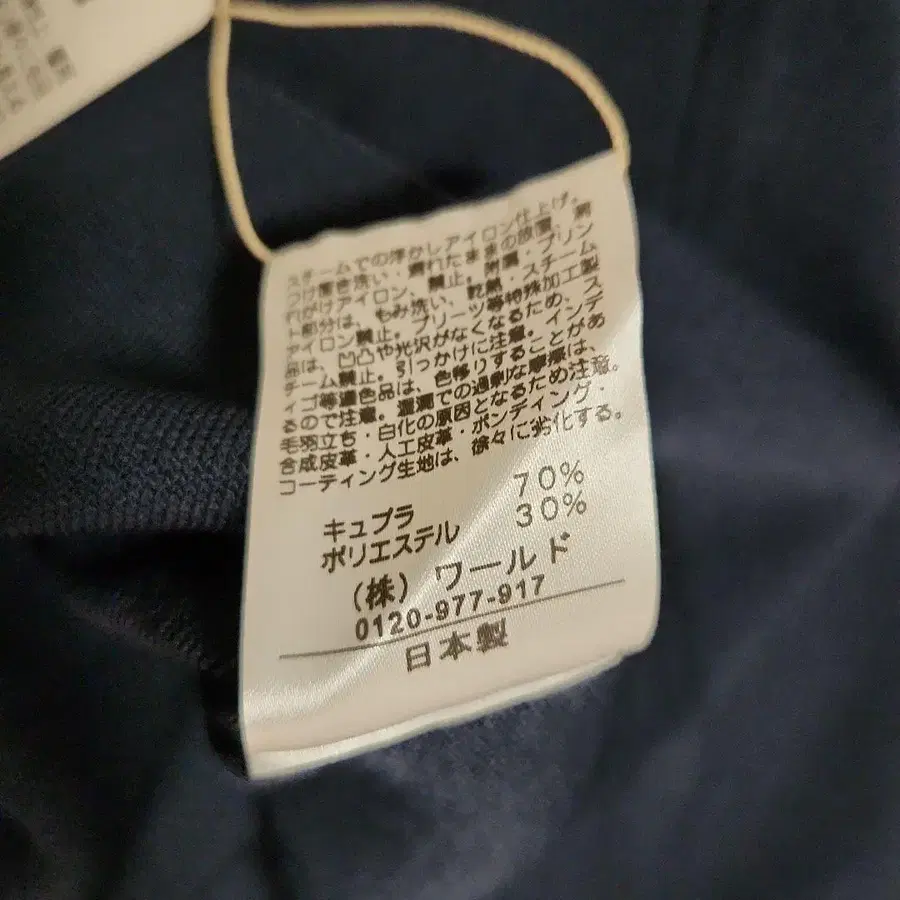 スチームでの浮かしアイロン仕上げ。
つけ置き洗い・濡れたままの放置、肩
れがけアイロン、禁止。附属・プリン
ト部分は、もみ洗い、乾熱・スチーム
アイロン禁止。プリーツ等特殊加工製
品は、凹凸や光沢がなくなるため、ス
チーム禁止。引っかけに注意。インデ
ィゴ等濃色品は、色移りすることがあ
るので注意。湿潤での過剰な摩擦は、
毛羽立ち・白化の原因となるため注意。
合成皮革・人工皮革・ボンディング・
コーティング生地は、徐々に劣化する。
キュプラ 70%
ポリエステル 30%
(株) ワールド
0120-977-917
日本製